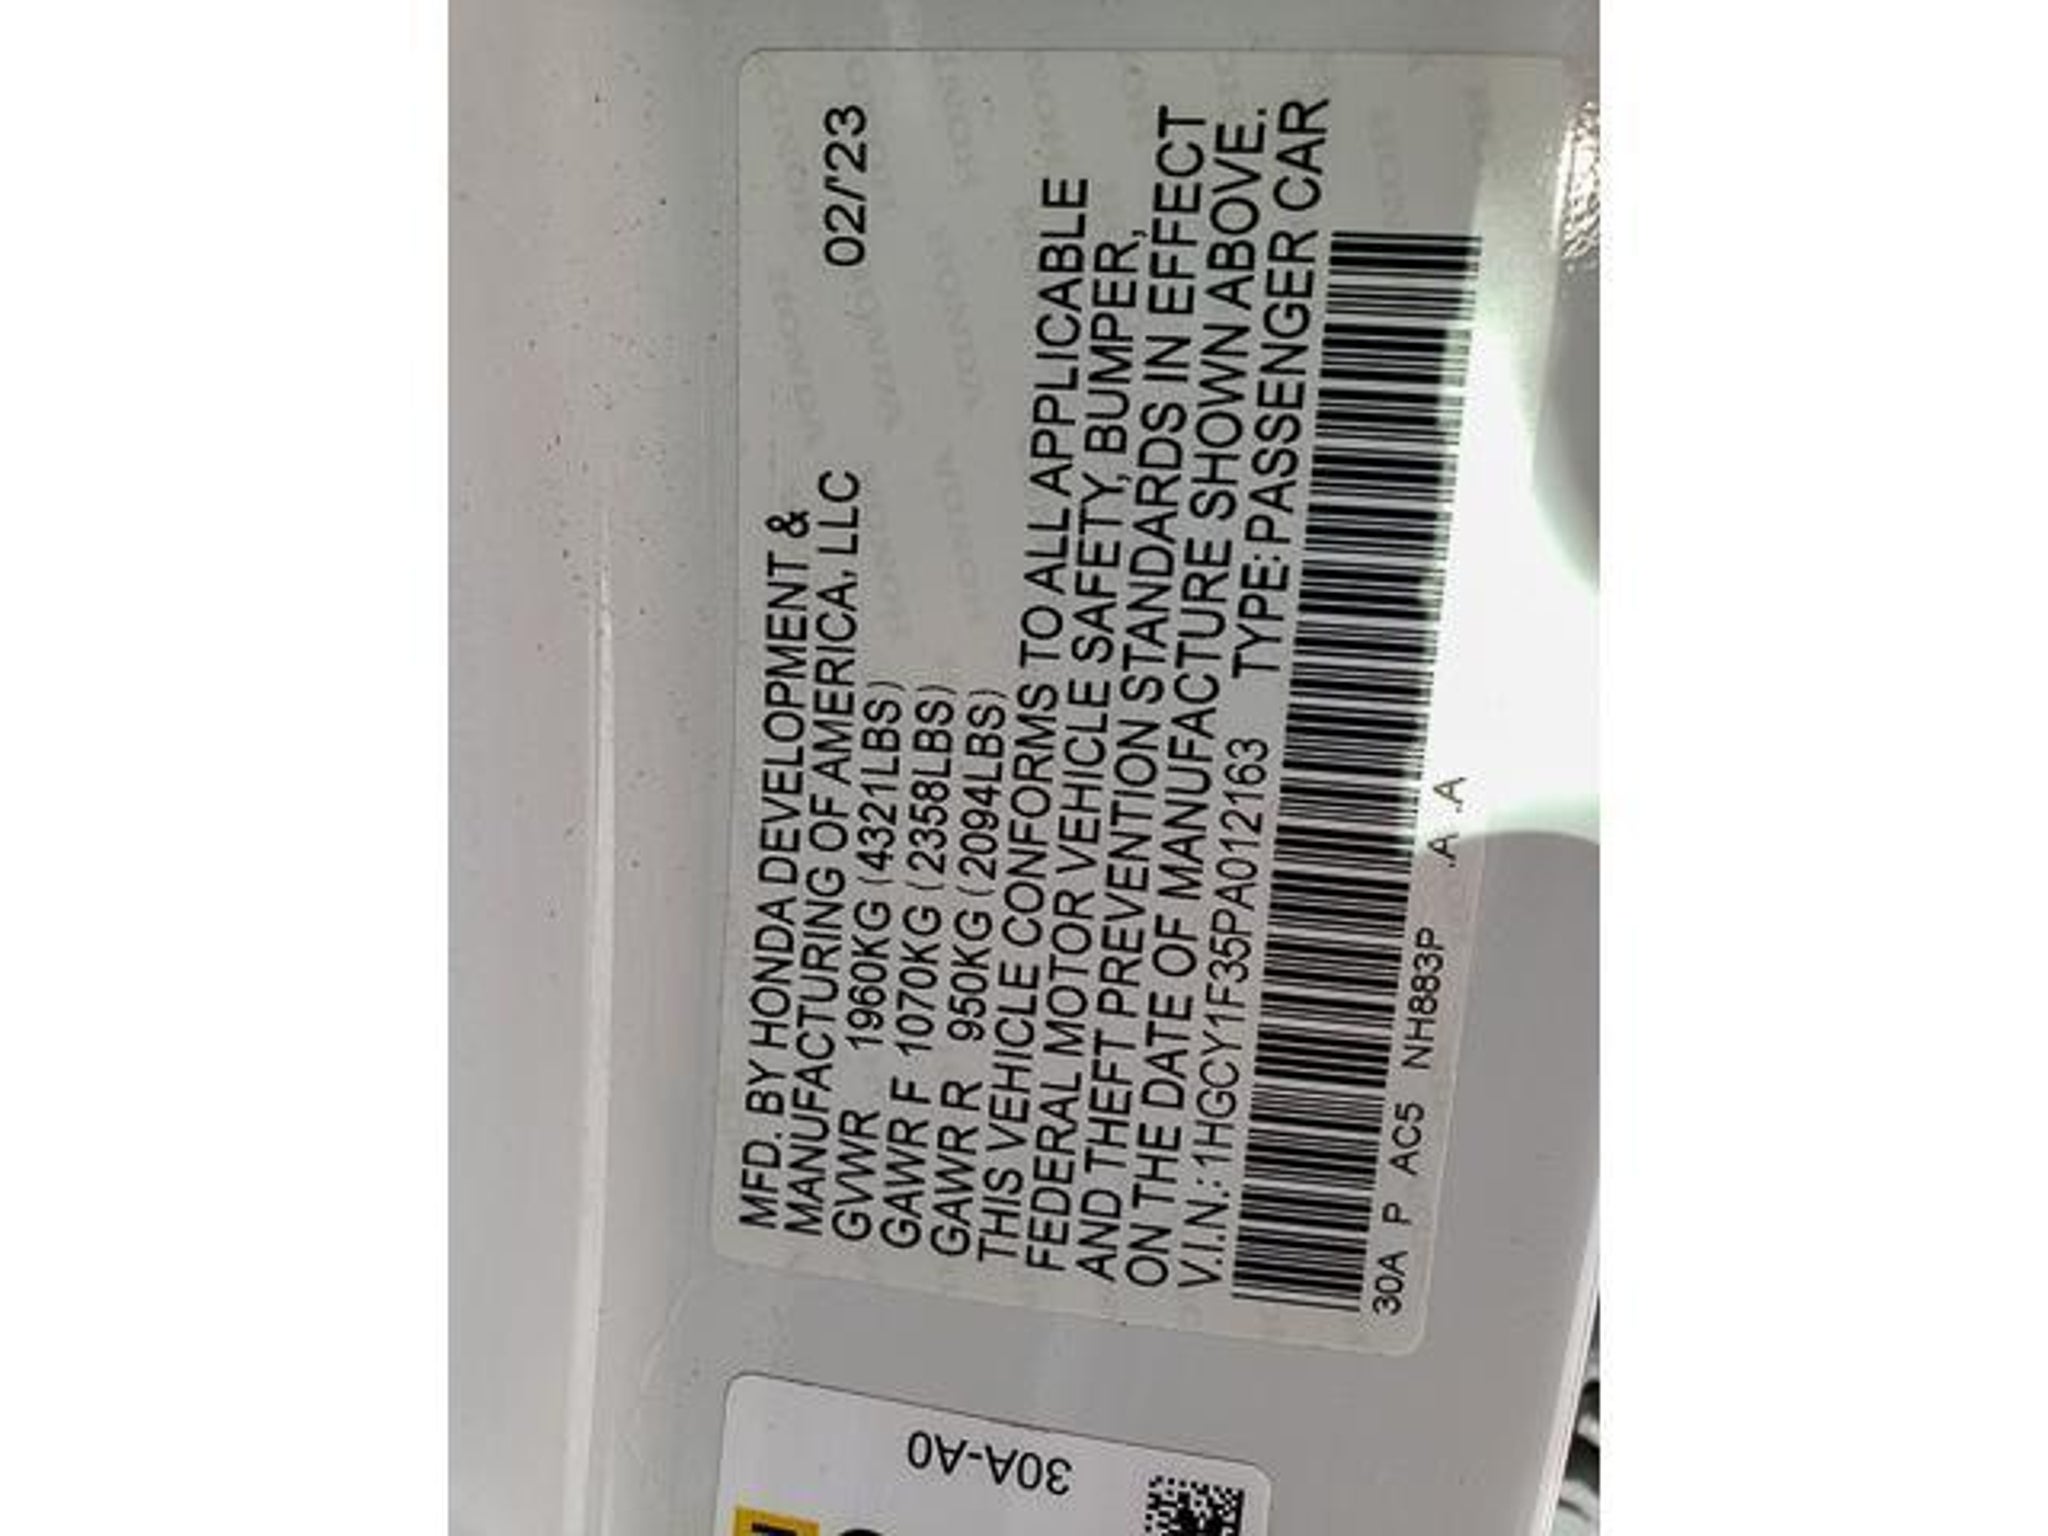 MFD. BY HONDA DEVELOPMENT &
MANUFACTURING OF AMERICA, LLC 02/'23
GVWR 1960KG (4321LBS)
GAWR F 1070KG (2358LBS)
GAWR R 950KG (2094LBS)
THIS VEHICLE CONFORMS TO ALL APPLICABLE
FEDERAL MOTOR VEHICLE SAFETY, BUMPER,
AND THEFT PREVENTION STANDARDS IN EFFECT
ON THE DATE OF MANUFACTURE SHOWN ABOVE.
V.I.N.: 1HGCY1F35PA012163 TYPE: PASSENGER CAR
30A P AC5 NH883P .A .A
30A-A0